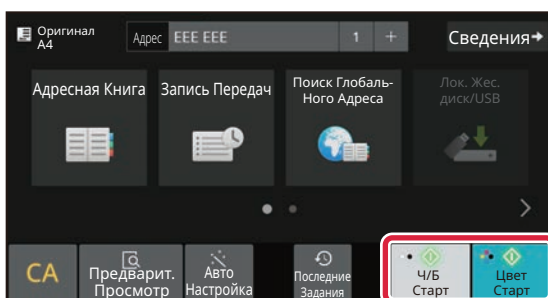 Оригинал
A4
Адрес EEE EEE 1 +
Сведения
Адресная Книга
Запись Передач
Поиск Глобаль-
Ного Адреса
Лок. Жес.
диск/USB
CA
Предварит.
Просмотр
Авто
Настройка
Последние
Задания
Ч/Б
Старт
Цвет
Старт